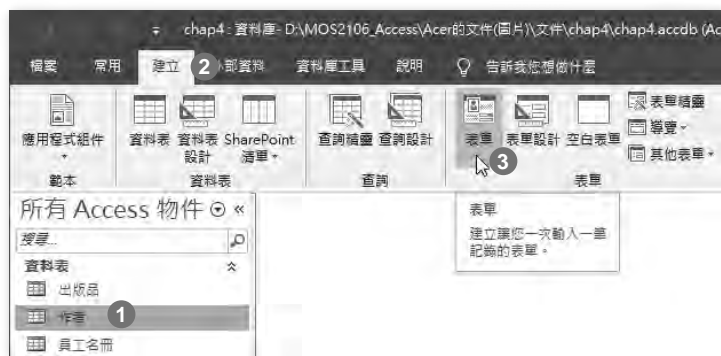 chap4 : 資料庫- D:\MOS2106_Access\Acer的文件(圖片)\文件\chap4\chap4.accdb (Ac
檔案 常用 建立 2 外部資料 資料庫工具 說明 告訴我您想做什麼
應用程式組件 資料表 資料表設計 SharePoint 清單 查詢精靈 查詢設計 表單 表單設計 空白表單 表單精靈
導覽
其他表單
3
範本 資料表 查詢 表單
所有 Access 物件 «
搜尋...
資料表
出版品
作者 1
員工名冊
表單
建立讓您一次輸入一筆
記錄的表單。